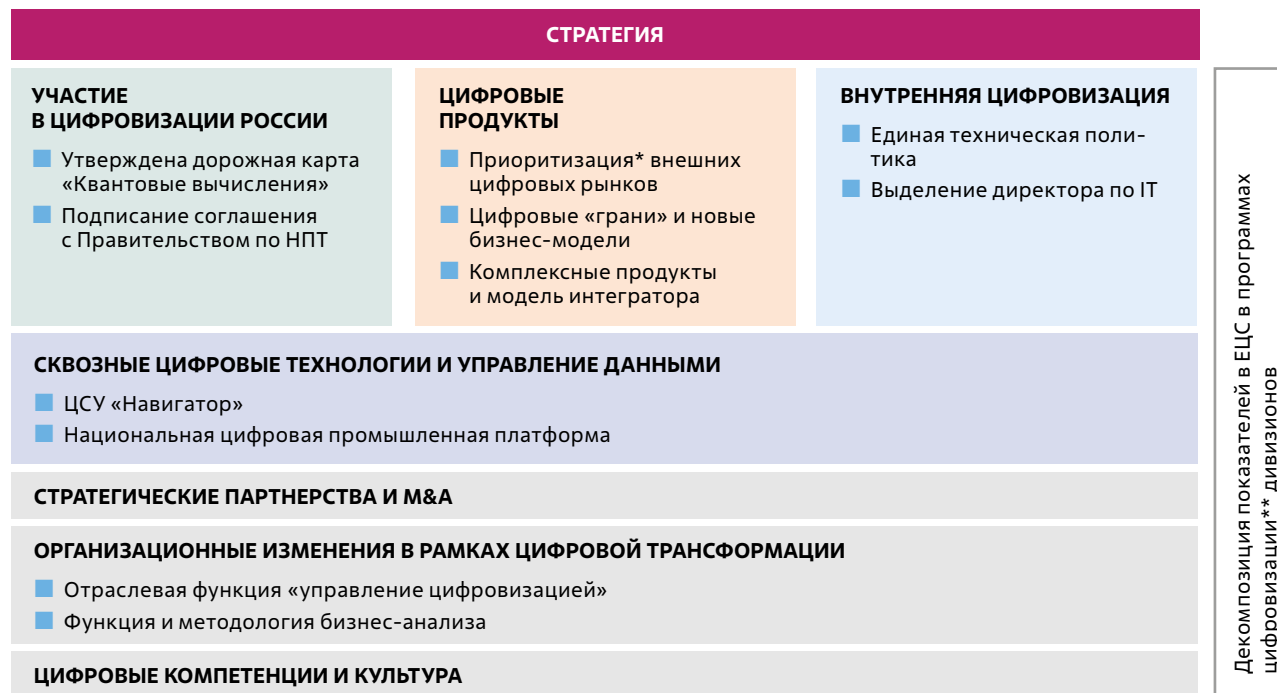 СТРАТЕГИЯ
УЧАСТИЕ
В ЦИФРОВИЗАЦИИ РОССИИ
Утверждена дорожная карта
«Квантовые вычисления»
Подписание соглашения
с Правительством по НПТ
ЦИФРОВЫЕ
ПРОДУКТЫ
Приоритизация* внешних
цифровых рынков
Цифровые «грани» и новые
бизнес-модели
Комплексные продукты
и модель интегратора
ВНУТРЕННЯЯ ЦИФРОВИЗАЦИЯ
Единая техническая поли-
тика
Выделение директора по IT
СКВОЗНЫЕ ЦИФРОВЫЕ ТЕХНОЛОГИИ И УПРАВЛЕНИЕ ДАННЫМИ
ЦСУ «Навигатор»
Национальная цифровая промышленная платформа
СТРАТЕГИЧЕСКИЕ ПАРТНЕРСТВА И M&A
ОРГАНИЗАЦИОННЫЕ ИЗМЕНЕНИЯ В РАМКАХ ЦИФРОВОЙ ТРАНСФОРМАЦИИ
Отраслевая функция «управление цифровизацией»
Функция и методология бизнес-анализа
ЦИФРОВЫЕ КОМПЕТЕНЦИИ И КУЛЬТУРА
Декомпозиция показателей в ЕЦС в программах
цифровизации** дивизионов